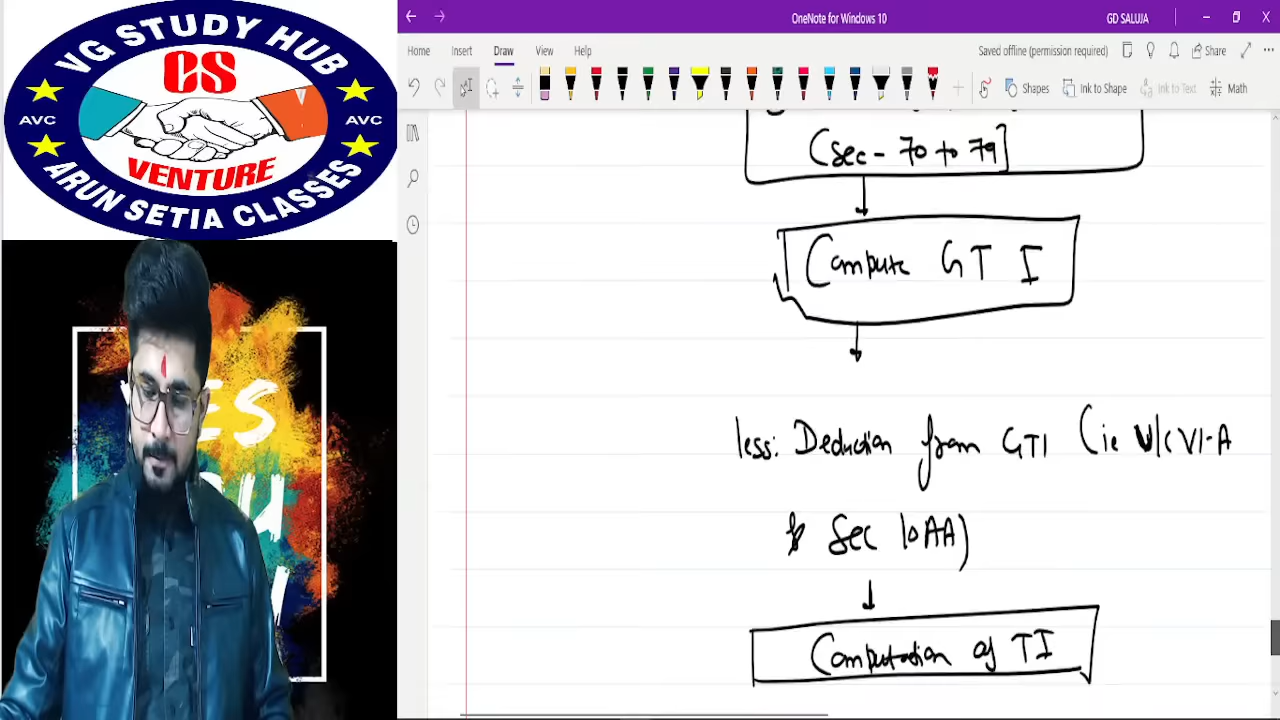 VG STUDY HUB
CS
AVC
AVC
VENTURE
ARUN SETIA CLASSES
OneNote for Windows 10
GD SALUJA
Home
Insert
Draw
View
Help
Saved offline (permission required)
Share
Shapes
Ink to Shape
Ink to Text
Math
(Sec - 70 to 79]
Compute GTI
less: Deduction from GTI (ie U/C VI-A
& Sec 10AA)
Computation of TI